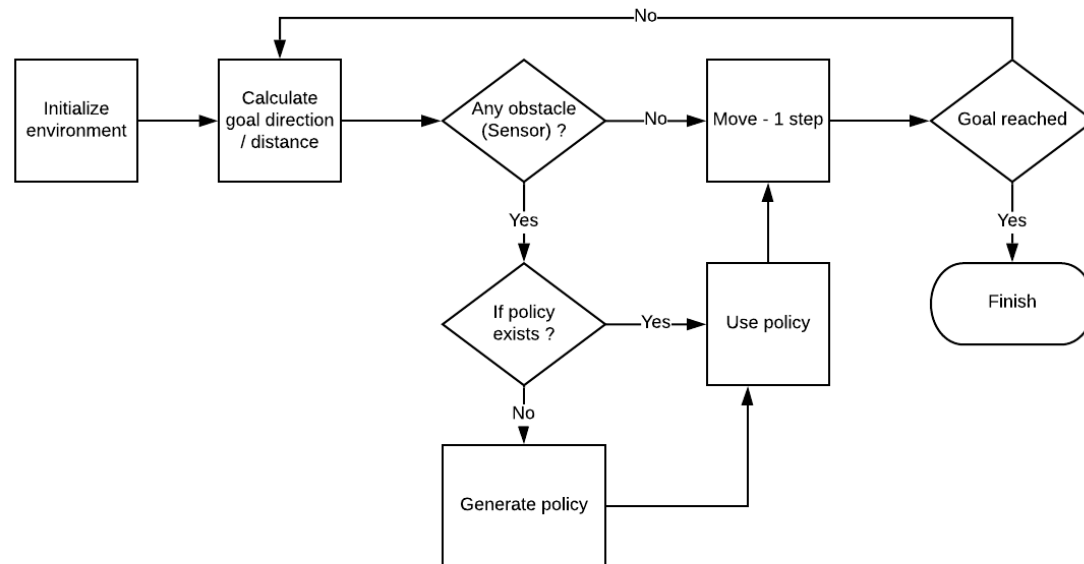 No
Initialize
environment
Calculate
goal direction
/ distance
Any obstacle
(Sensor) ?
No
Move - 1 step
Goal reached
Yes
Yes
If policy
exists ?
Yes
Use policy
Finish
No
Generate policy